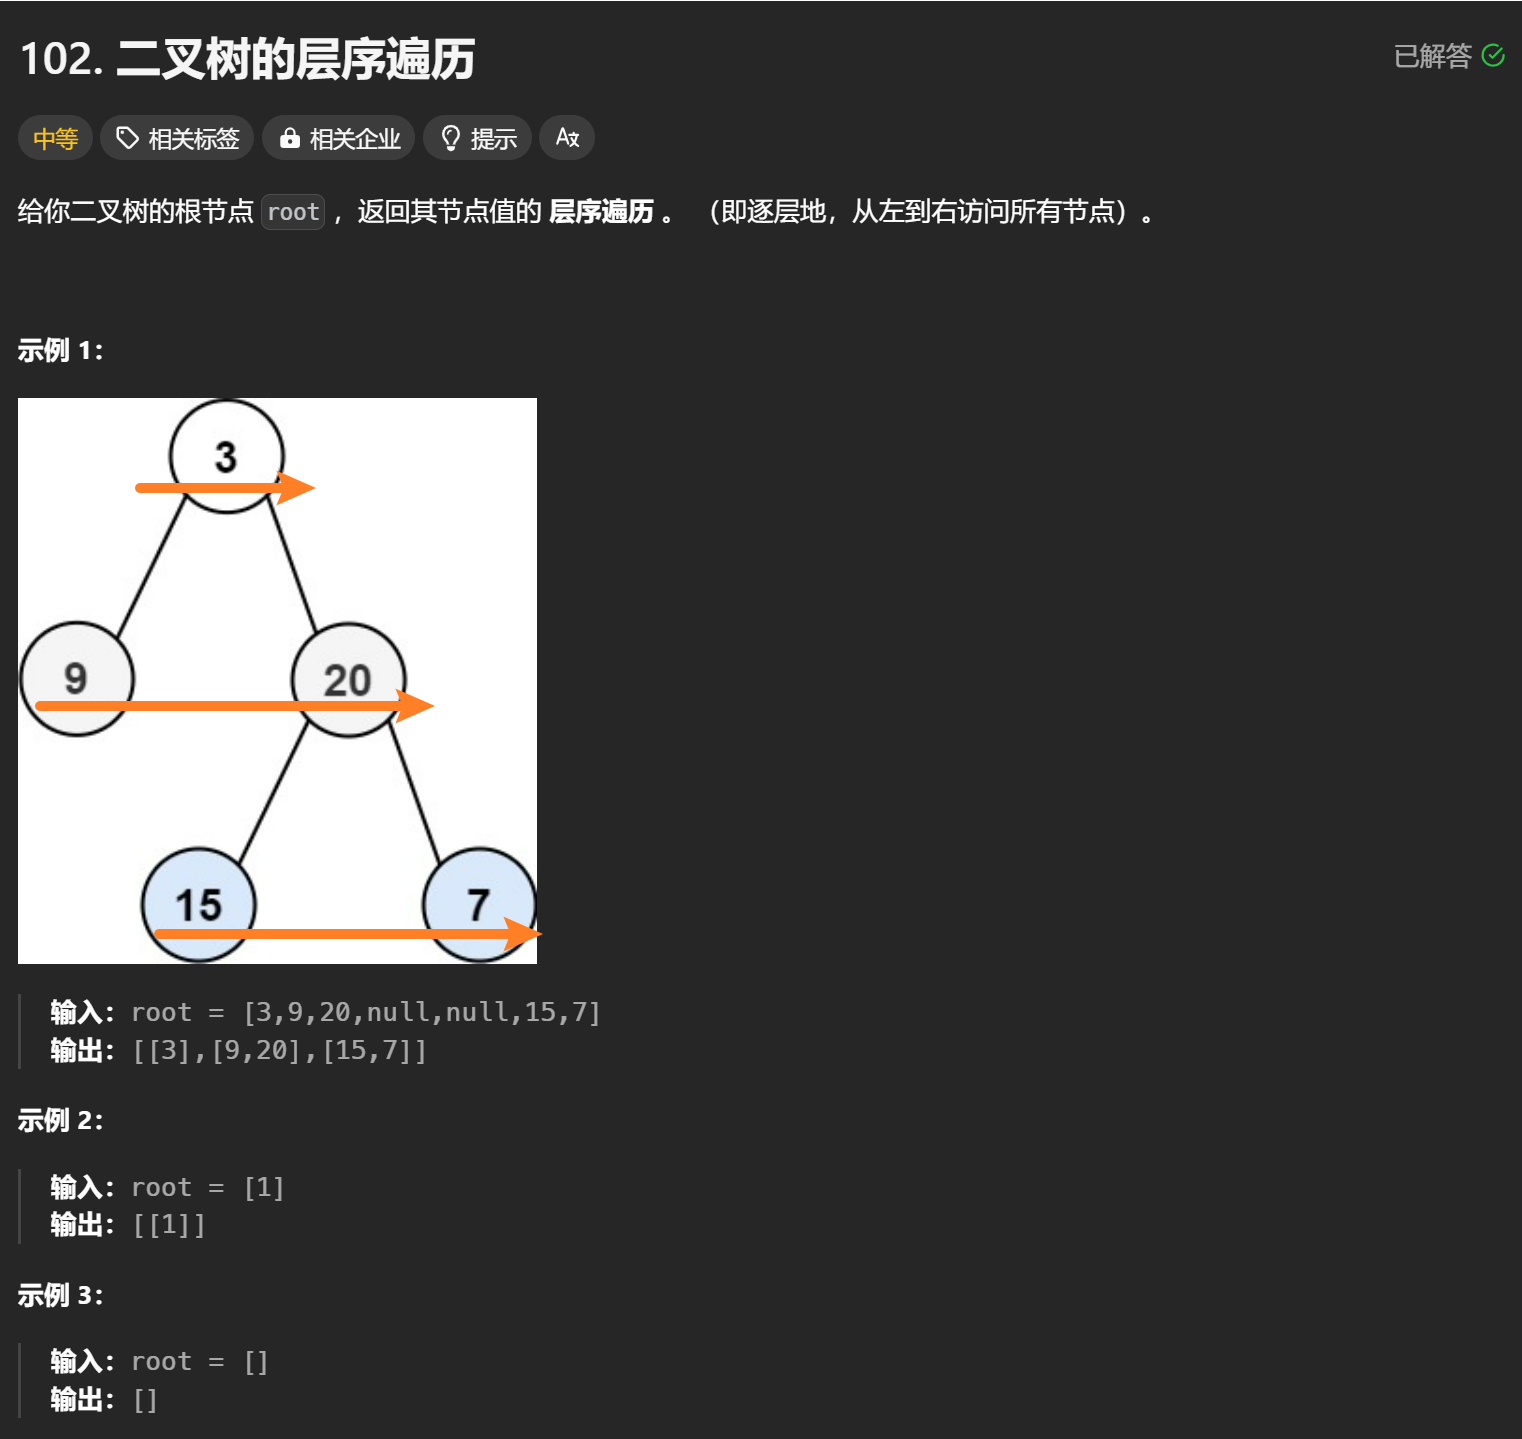 102. 二叉树的层序遍历
已解答
中等 相关标签 相关企业 提示
给你二叉树的根节点 root ，返回其节点值的 层序遍历 。 （即逐层地，从左到右访问所有节点）。
示例 1：
3
9 20
15 7
输入：root = [3,9,20,null,null,15,7]
输出：[[3],[9,20],[15,7]]
示例 2：
输入：root = [1]
输出：[[1]]
示例 3：
输入：root = []
输出：[]